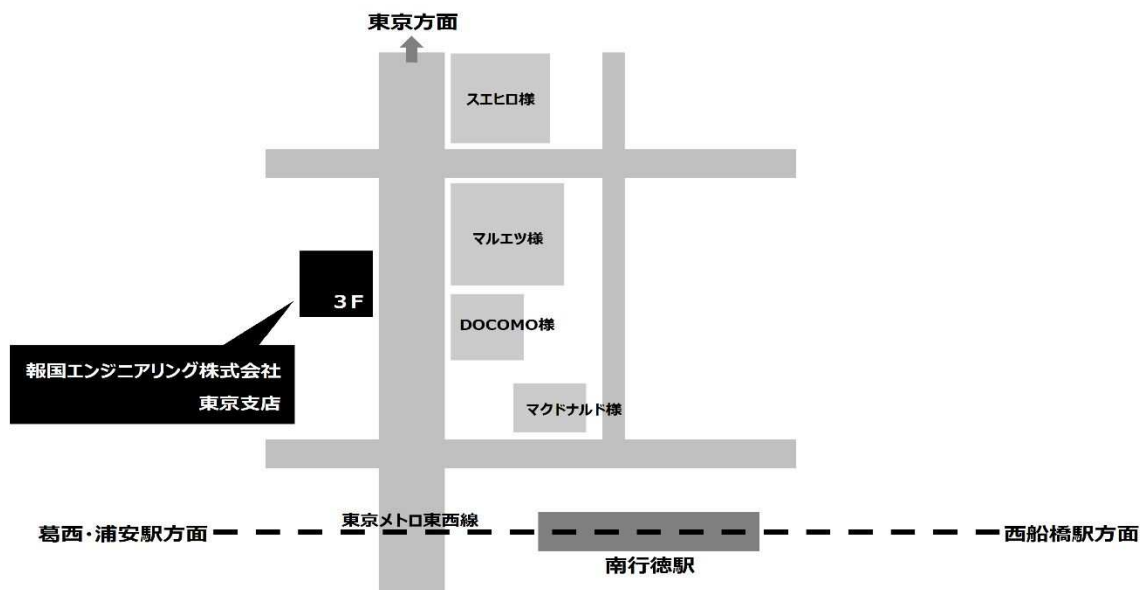 東京方面
スエヒロ様
マルエツ様
3F
DOCOMO様
報国エンジニアリング株式会社
東京支店
マクドナルド様
東京メトロ東西線
葛西・浦安駅方面
西船橋駅方面
南行徳駅